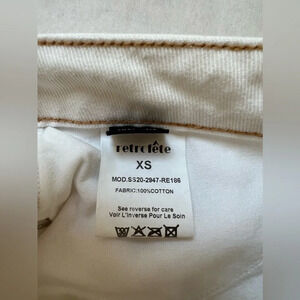 retrofête
XS
MOD.SS20-2947-RE186
FABRIC:100%COTTON
See reverse for care
Voir L'inverse Pour Le Soin